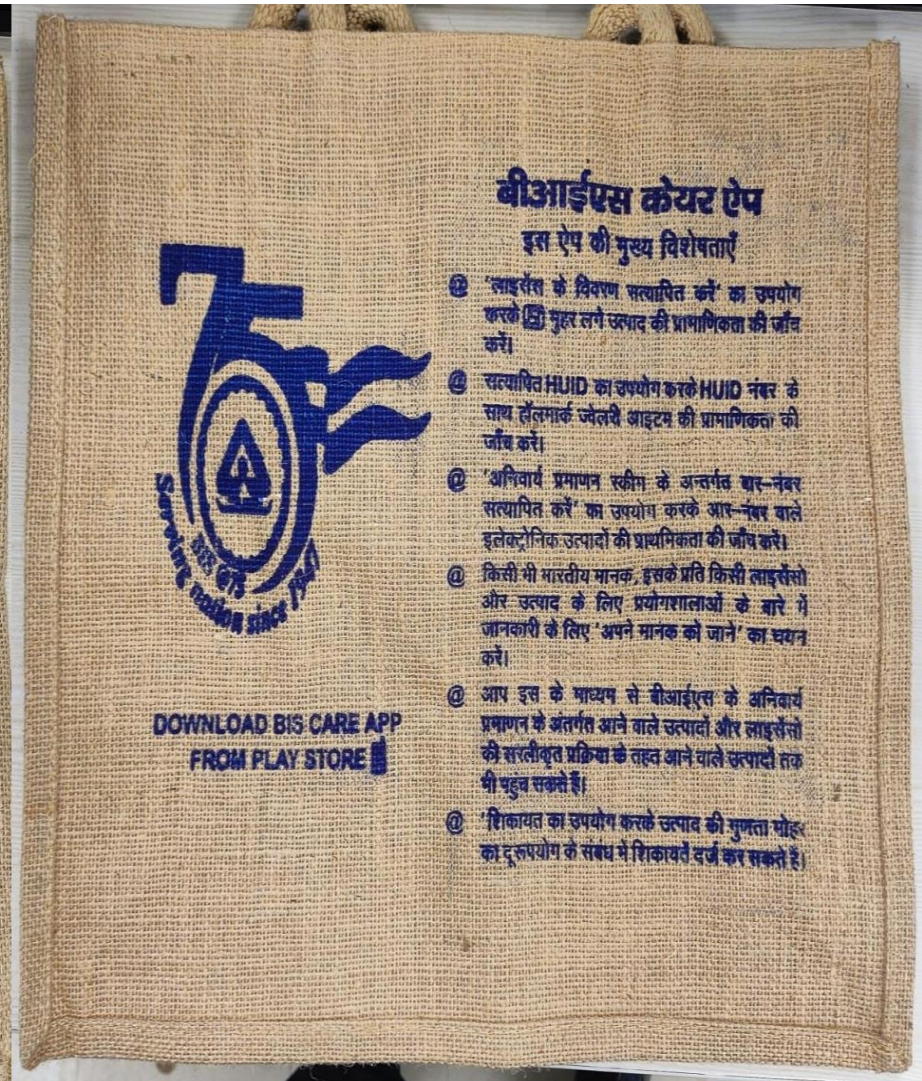 75
बीआईएस
Serving nation since 1947
DOWNLOAD BIS CARE APP
FROM PLAY STORE
बीआईएस केयर ऐप
इस ऐप की मुख्य विशेषताएँ
@ 'लाइसेंस के विवरण सत्यापित करें' का उपयोग
करके मुहर लगे उत्पाद की प्रामाणिकता की जाँच
करें।
@ सत्यापित HUID का उपयोग करके HUID नंबर के
साथ हॉलमार्क ज्वेलरी आइटम की प्रामाणिकता की
जाँच करें।
@ 'अनिवार्य प्रमाणन स्कीम के अन्तर्गत आर-नंबर
सत्यापित करें' का उपयोग करके आर-नंबर वाले
इलेक्ट्रोनिक उत्पादों की प्राथमिकता की जाँच करें।
@ किसी भी भारतीय मानक, इसके प्रति किसी लाइसेंसो
और उत्पाद के लिए प्रयोगशालाओं के बारे में
जानकारी के लिए 'अपने मानक को जाने' का चयन
करें।
@ आप इस के माध्यम से बीआईएस के अनिवार्य
प्रमाणन के अंतर्गत आने वाले उत्पादों और लाइसेंसो
की सरलीकृत प्रक्रिया के तहत आने वाले उत्पादों तक
भी पहुच सकते हैं।
@ 'शिकायत का उपयोग करके उत्पाद की गुणता मोहर
का दूरूपयोग के संबध मे शिकायतें दर्ज कर सकते हैं।